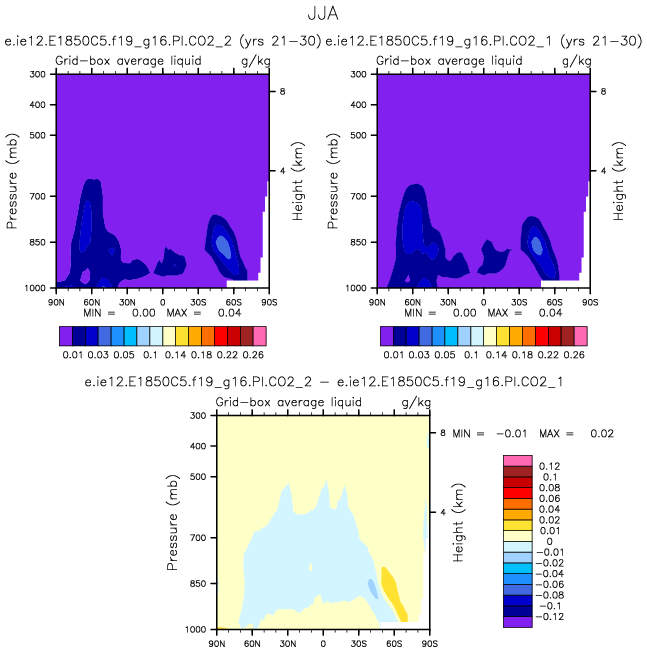 JJA
e.ie12.E1850C5.f19_g16.PI.CO2_2 (yrs 21-30) e.ie12.E1850C5.f19_g16.PI.CO2_1 (yrs 21-30)
Grid-box average liquid g/kg Grid-box average liquid g/kg
300 300
8 8
400 400
500 500
Pressure (mb) Height (km) Pressure (mb) Height (km)
4 4
700 700
850 850
1000 1000
90N 60N 30N 0 30S 60S 90S 90N 60N 30N 0 30S 60S 90S
MIN = 0.00 MAX = 0.04 MIN = 0.00 MAX = 0.04
0.01 0.03 0.05 0.1 0.14 0.18 0.22 0.26 0.01 0.03 0.05 0.1 0.14 0.18 0.22 0.26
e.ie12.E1850C5.f19_g16.PI.CO2_2 - e.ie12.E1850C5.f19_g16.PI.CO2_1
Grid-box average liquid g/kg
300
8 MIN = -0.01 MAX = 0.02
400
500
Pressure (mb) Height (km)
4
700
850
1000
90N 60N 30N 0 30S 60S 90S
0.12
0.1
0.08
0.06
0.04
0.02
0.01
0
-0.01
-0.02
-0.04
-0.06
-0.08
-0.1
-0.12